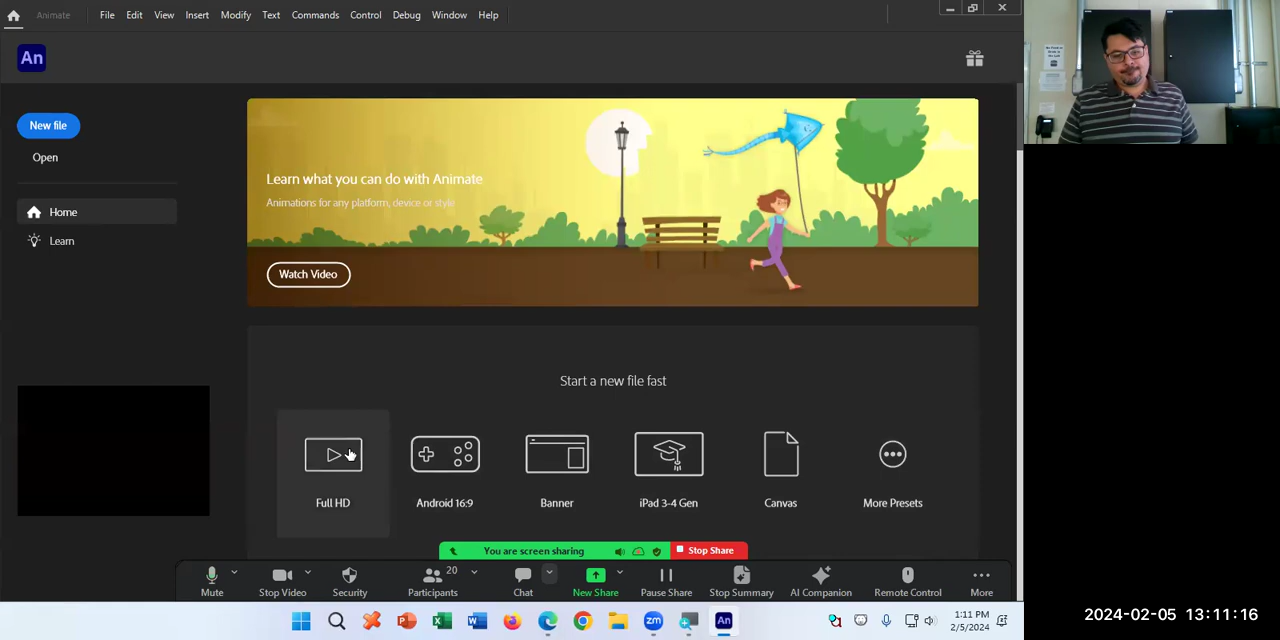 Animate File Edit View Insert Modify Text Commands Control Debug Window Help
An
New file
Open
Home
Learn
Learn what you can do with Animate
Animations for any platform, device or style
Watch Video
Start a new file fast
Full HD Android 16:9 Banner iPad 3-4 Gen Canvas More Presets
You are screen sharing Stop Share
20
Mute Stop Video Security Participants Chat New Share Pause Share Stop Summary AI Companion Remote Control More
zm An
1:11 PM
2/5/2024
2024-02-05 13:11:16